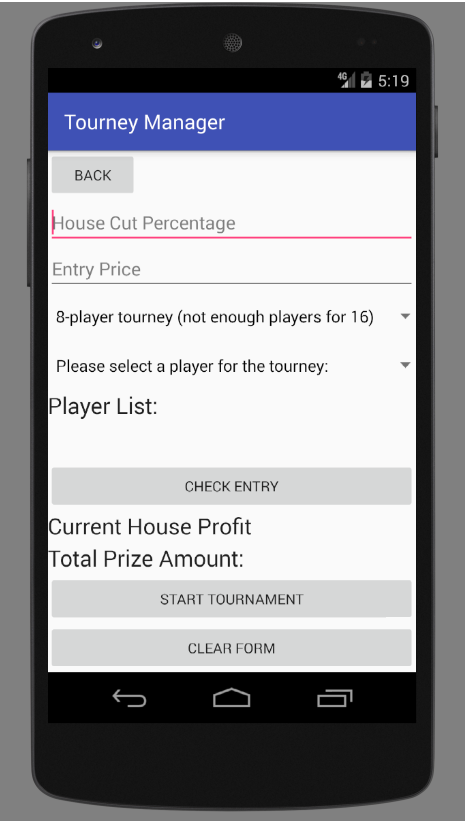 4G 5:19
Tourney Manager
BACK
House Cut Percentage
Entry Price
8-player tourney (not enough players for 16)
Please select a player for the tourney:
Player List:
CHECK ENTRY
Current House Profit
Total Prize Amount:
START TOURNAMENT
CLEAR FORM